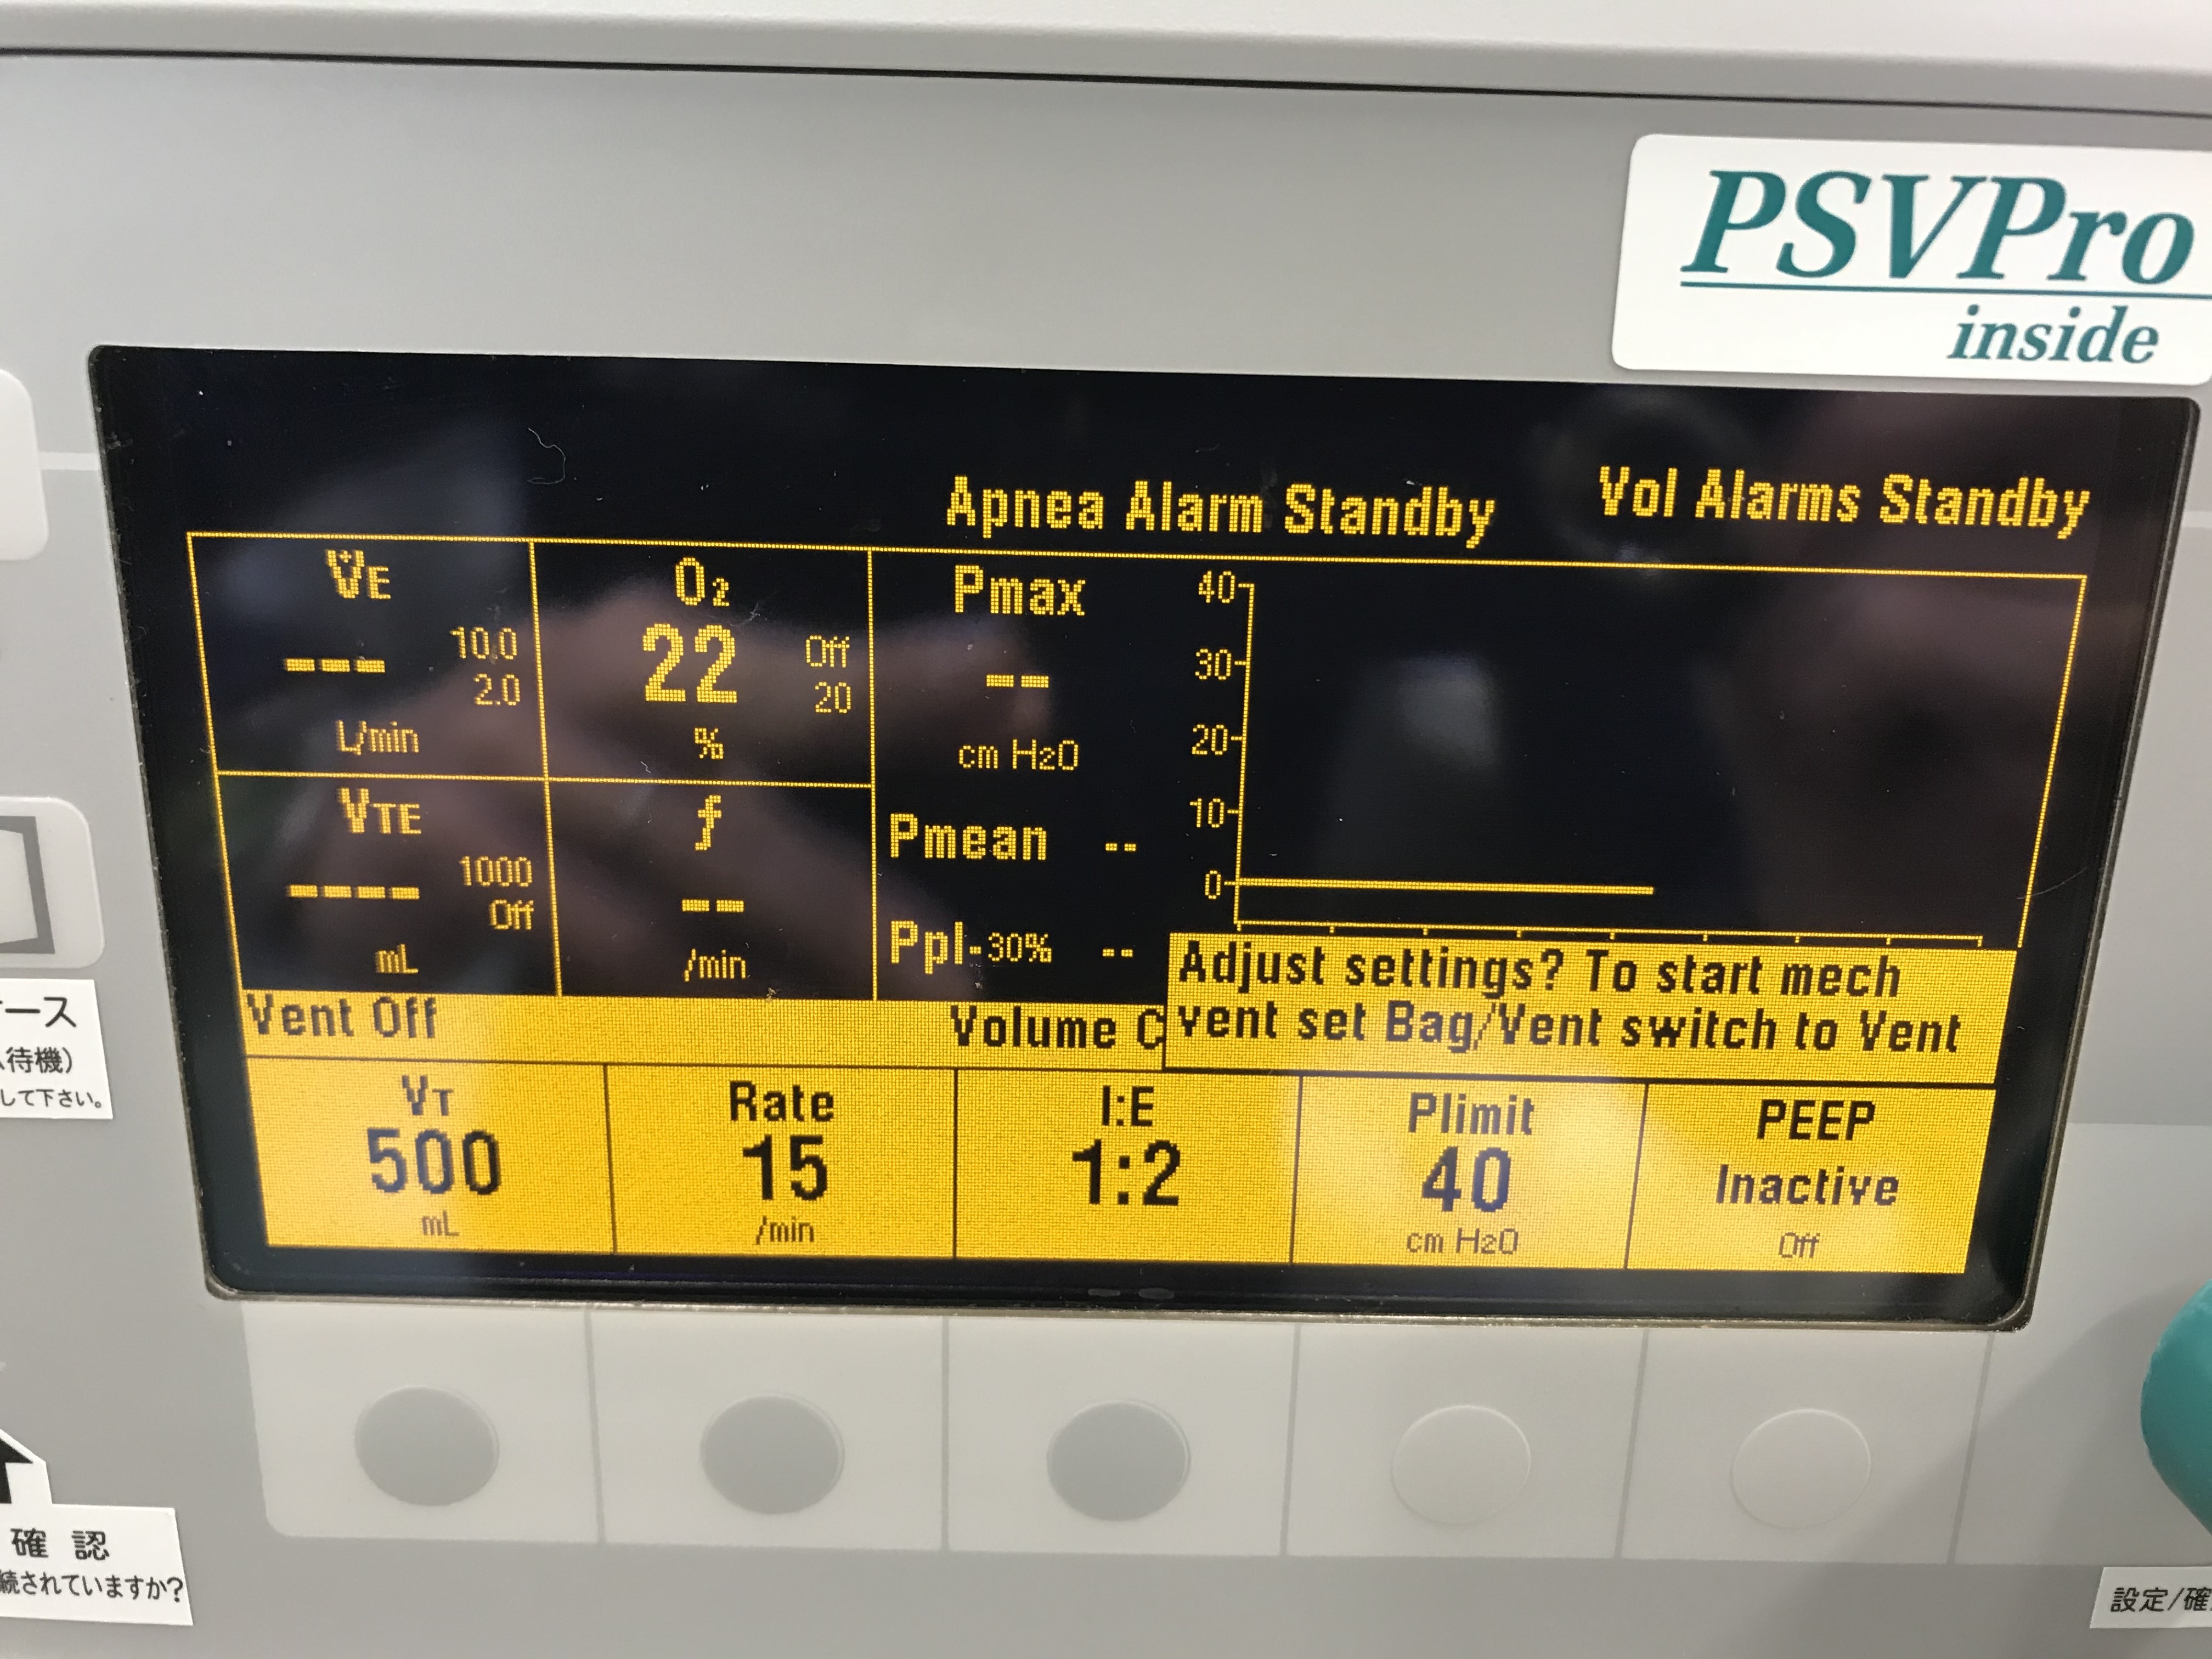 PSVPro
inside
Apnea Alarm Standby
Vol Alarms Standby
V̇E
10.0
---
2.0
L/min
O2
22
Off
20
%
Pmax
--
cm H2O
40
30
20
10
0
VTE
1000
----
Off
mL
f
--
/min
Pmean --
Ppl-30% --
Adjust settings? To start mech
vent set Bag/Vent switch to Vent
Vent Off
Volume C
VT
500
mL
Rate
15
/min
I:E
1:2
Plimit
40
cm H2O
PEEP
Inactive
Off
ース
待機)
して下さい。
確認
続されていますか?
設定/確